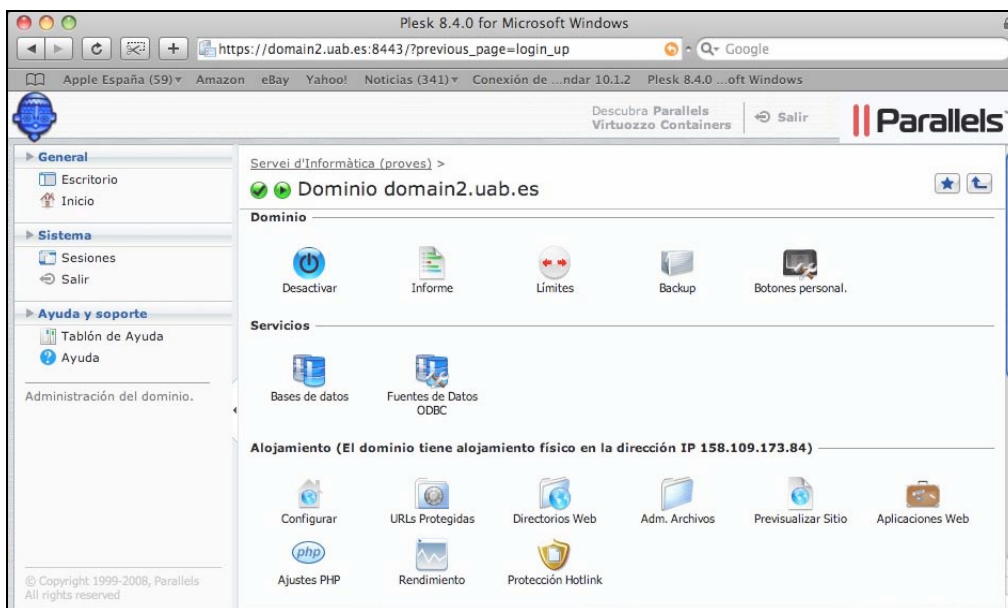 Plesk 8.4.0 for Microsoft Windows
https://domain2.uab.es:8443/?previous_page=login_up
Google
Apple España (59)
Amazon
eBay
Yahoo!
Noticias (341)
Conexión de ...ndar 10.1.2
Plesk 8.4.0 ...oft Windows
Descubra Parallels
Virtuozzo Containers
Salir
Parallels
General
Escritorio
Inicio
Sistema
Sesiones
Salir
Ayuda y soporte
Tablón de Ayuda
Ayuda
Administración del dominio.
© Copyright 1999-2008, Parallels
All rights reserved
Servei d'Informàtica (proves) >
Dominio domain2.uab.es
Dominio
Desactivar
Informe
Límites
Backup
Botones personal.
Servicios
Bases de datos
Fuentes de Datos
ODBC
Alojamiento (El dominio tiene alojamiento físico en la dirección IP 158.109.173.84)
Configurar
URLs Protegidas
Directorios Web
Adm. Archivos
Previsualizar Sitio
Aplicaciones Web
php
Ajustes PHP
Rendimiento
Protección Hotlink